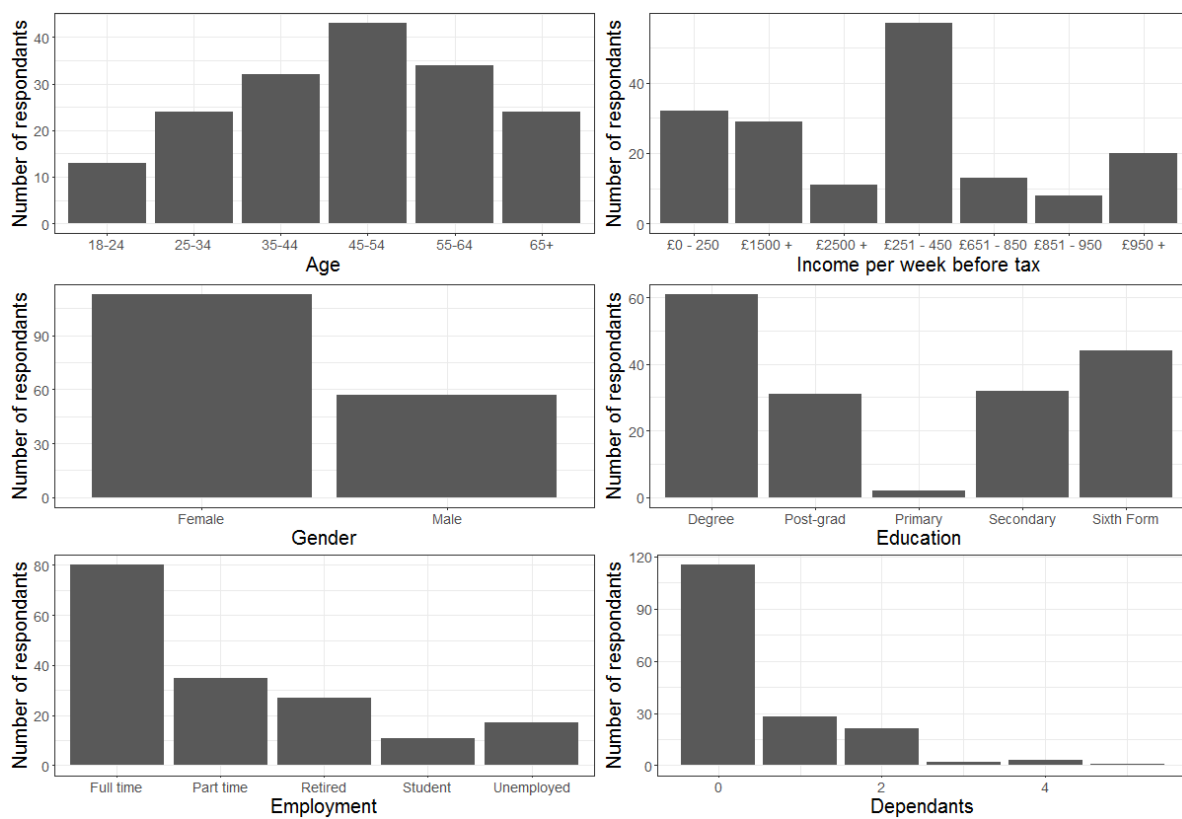 Number of respondants
40
30
20
10
0
18-24 25-34 35-44 45-54 55-64 65+
Age
Number of respondants
40
20
0
£0 - 250 £1500 + £2500 + £251 - 450 £651 - 850 £851 - 950 £950 +
Income per week before tax
Number of respondants
90
60
30
0
Female Male
Gender
Number of respondants
60
40
20
0
Degree Post-grad Primary Secondary Sixth Form
Education
Number of respondants
80
60
40
20
0
Full time Part time Retired Student Unemployed
Employment
Number of respondants
120
90
60
30
0
0 2 4
Dependants